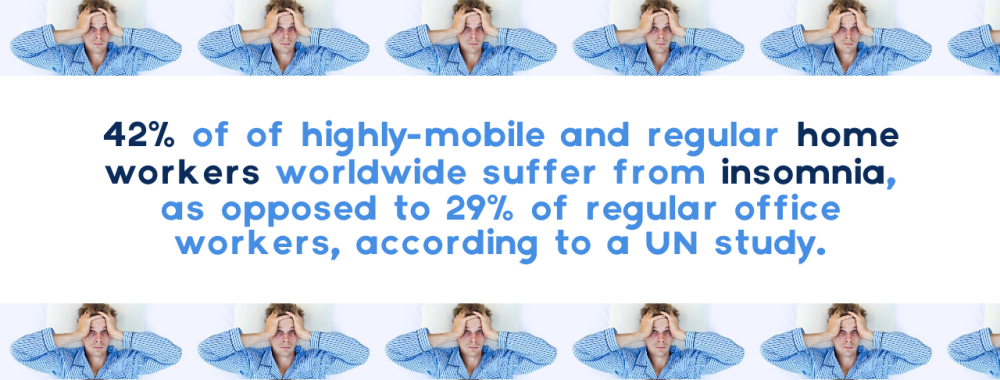 42% of of highly-mobile and regular home
workers worldwide suffer from insomnia,
as opposed to 29% of regular office
workers, according to a UN study.